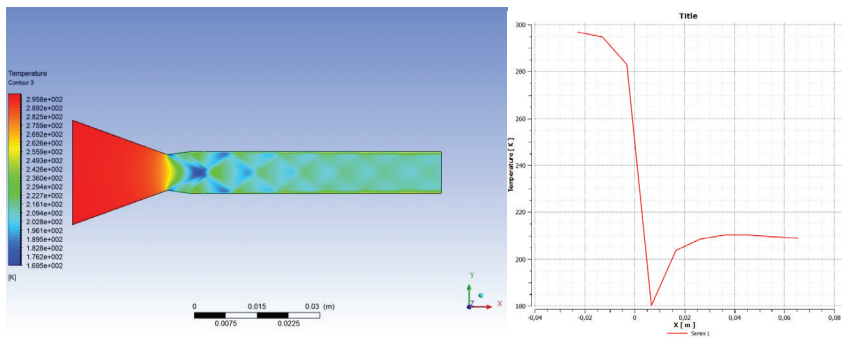 Temperature
Contour 3
2.958e+002
2.892e+002
2.825e+002
2.759e+002
2.692e+002
2.626e+002
2.559e+002
2.493e+002
2.426e+002
2.360e+002
2.294e+002
2.227e+002
2.161e+002
2.094e+002
2.028e+002
1.961e+002
1.895e+002
1.828e+002
1.762e+002
1.695e+002
[K]
0 0.015 0.03 (m)
0.0075 0.0225
Y
Z X
Title
Temperature [ K ]
300
280
260
240
220
200
180
-0,04 -0,02 0 0,02 0,04 0,06 0,08
X [ m ]
Series 1